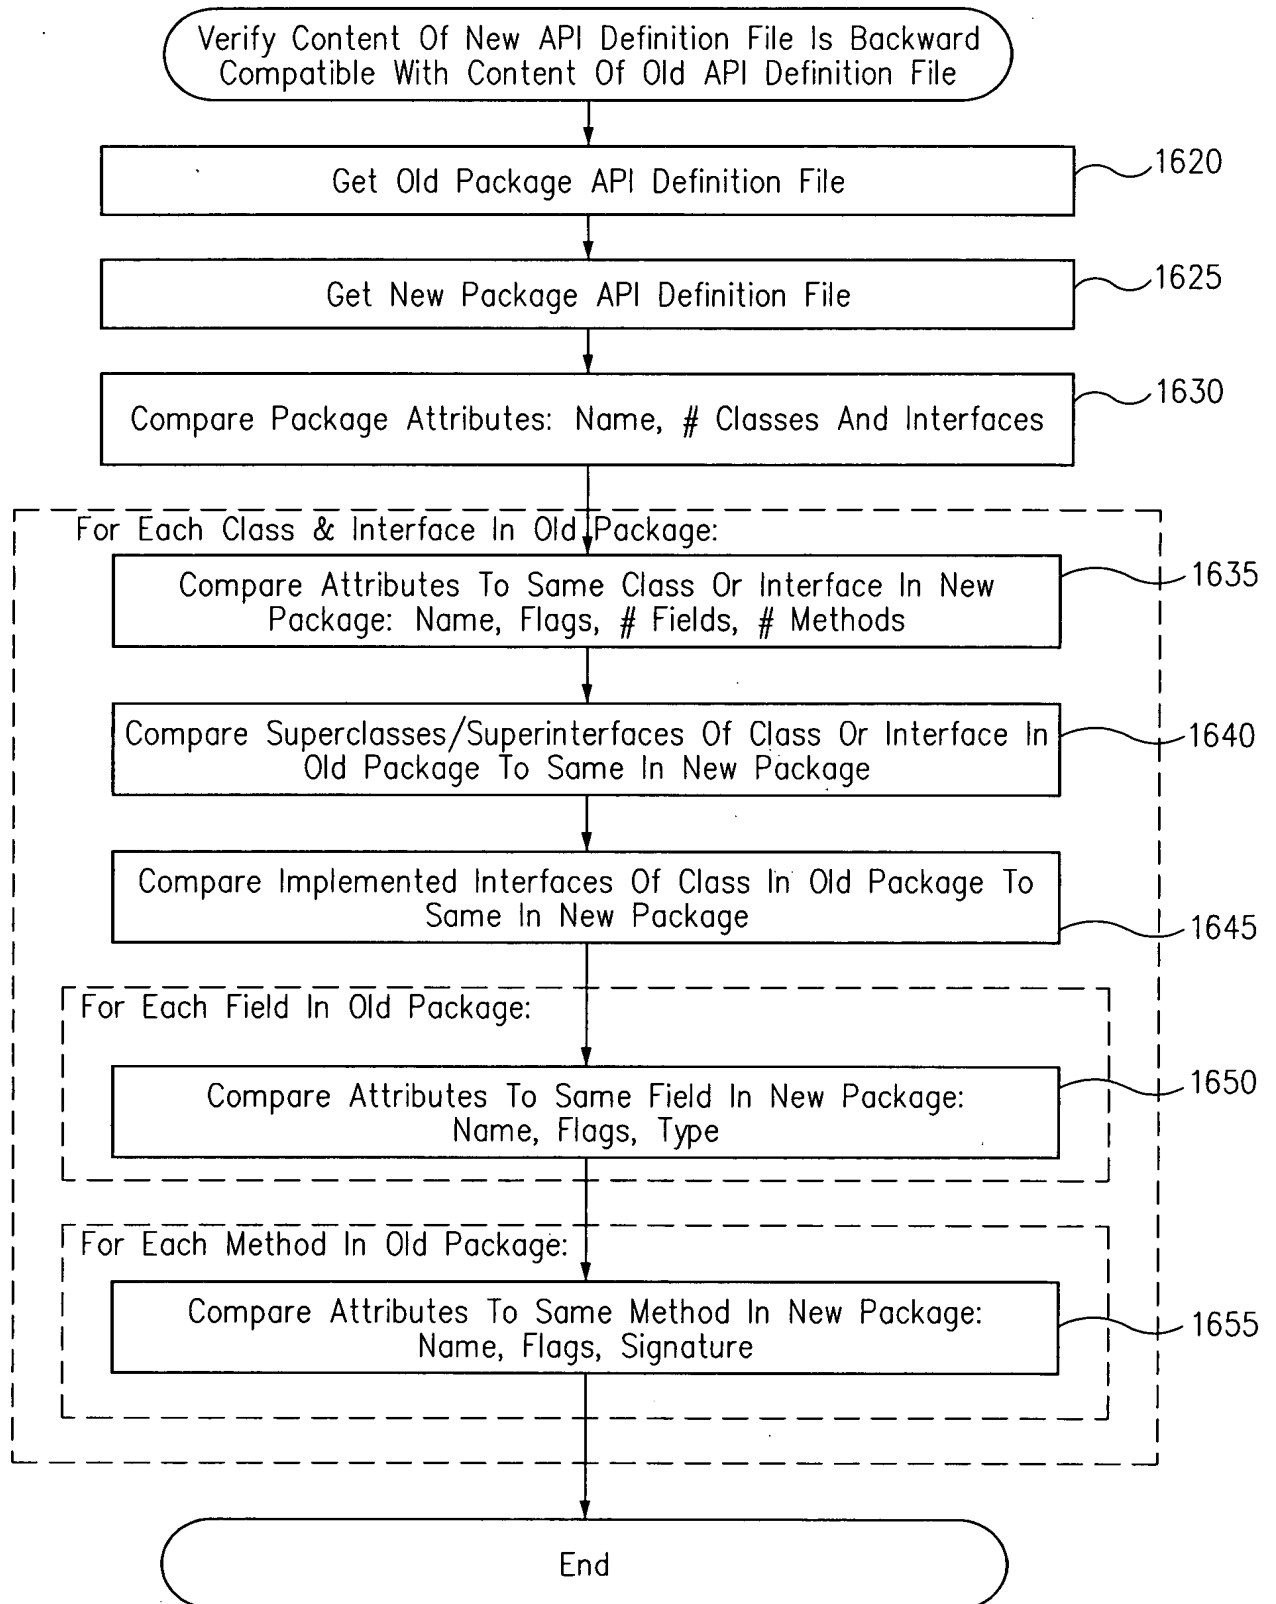 Verify Content Of New API Definition File Is Backward
Compatible With Content Of Old API Definition File
Get Old Package API Definition File
1620
Get New Package API Definition File
1625
Compare Package Attributes: Name, # Classes And Interfaces
1630
For Each Class & Interface In Old Package:
Compare Attributes To Same Class Or Interface In New
Package: Name, Flags, # Fields, # Methods
1635
Compare Superclasses/Superinterfaces Of Class Or Interface In
Old Package To Same In New Package
1640
Compare Implemented Interfaces Of Class In Old Package To
Same In New Package
1645
For Each Field In Old Package:
Compare Attributes To Same Field In New Package:
Name, Flags, Type
1650
For Each Method In Old Package:
Compare Attributes To Same Method In New Package:
Name, Flags, Signature
1655
End